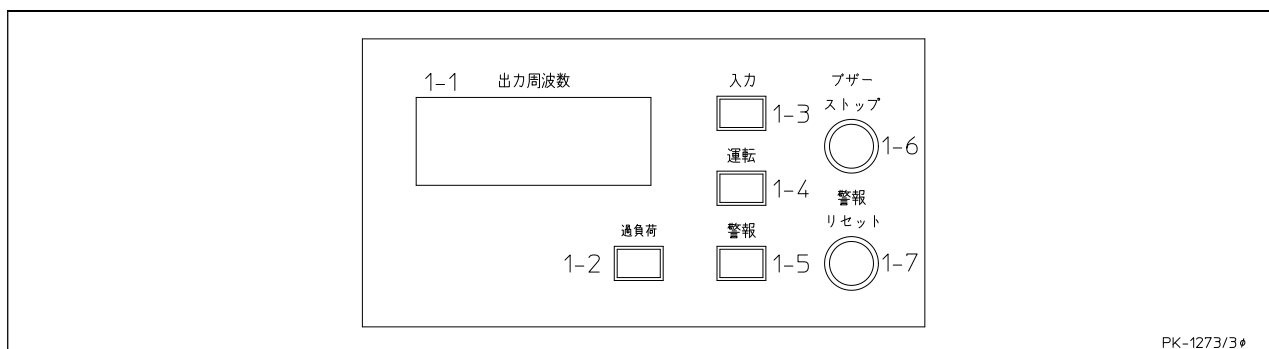 1-1 出力周波数
入力
1-3
ブザー
ストップ
1-6
運転
1-4
過負荷
1-2
警報
1-5
警報
リセット
1-7
PK-1273/3φ